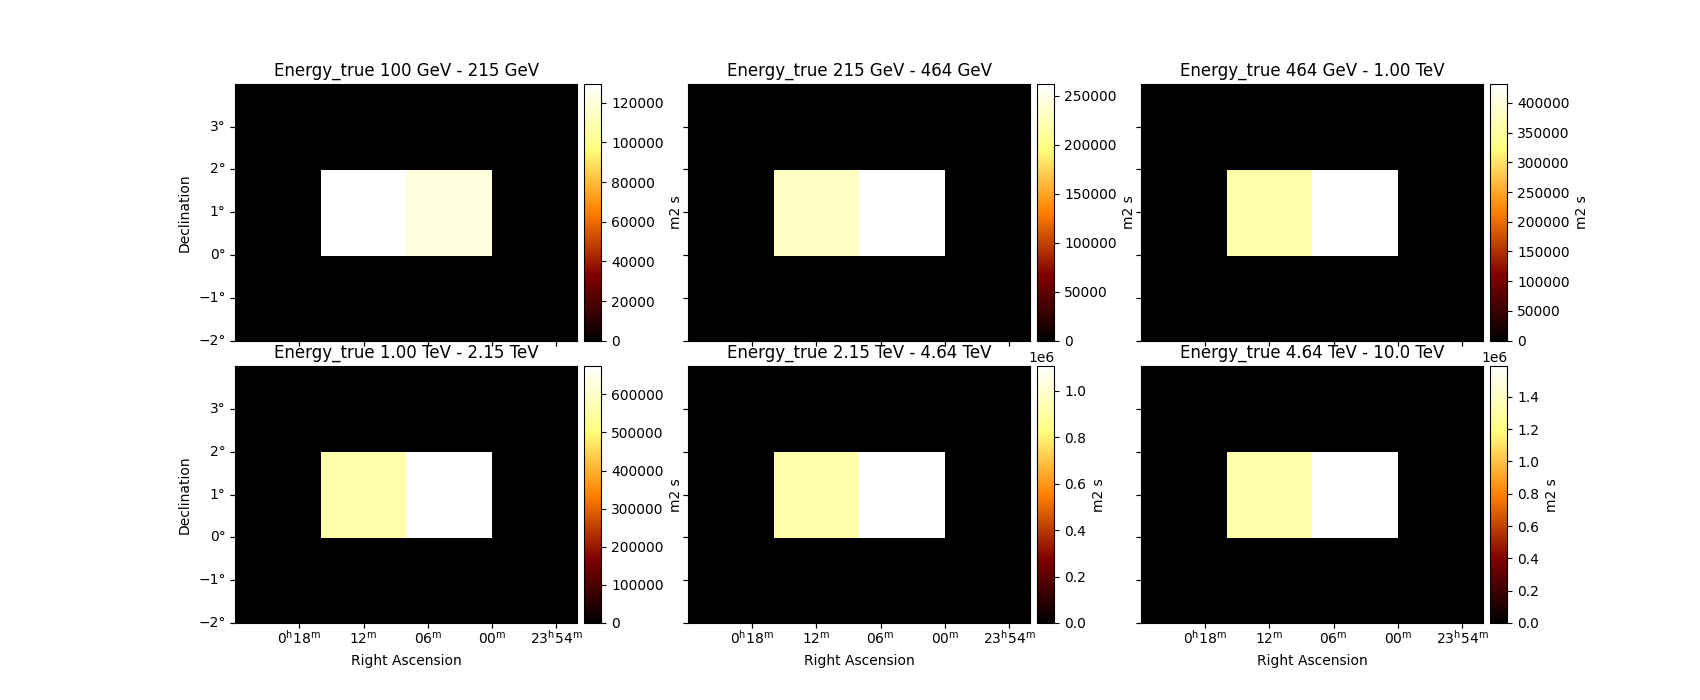 Energy_true 100 GeV - 215 GeV
Energy_true 215 GeV - 464 GeV
Energy_true 464 GeV - 1.00 TeV
3°
2°
1°
0°
−1°
−2°
Declination
120000
100000
80000
60000
40000
20000
0
m2 s
250000
200000
150000
100000
50000
0
m2 s
400000
350000
300000
250000
200000
150000
100000
50000
0
m2 s
Energy_true 1.00 TeV - 2.15 TeV
Energy_true 2.15 TeV - 4.64 TeV
1e6
Energy_true 4.64 TeV - 10.0 TeV
1e6
3°
2°
1°
0°
−1°
−2°
Declination
600000
500000
400000
300000
200000
100000
0
m2 s
1.0
0.8
0.6
0.4
0.2
0.0
m2 s
1.4
1.2
1.0
0.8
0.6
0.4
0.2
0.0
m2 s
0ʰ18ᵐ 12ᵐ 06ᵐ 00ᵐ 23ʰ54ᵐ
0ʰ18ᵐ 12ᵐ 06ᵐ 00ᵐ 23ʰ54ᵐ
0ʰ18ᵐ 12ᵐ 06ᵐ 00ᵐ 23ʰ54ᵐ
Right Ascension
Right Ascension
Right Ascension